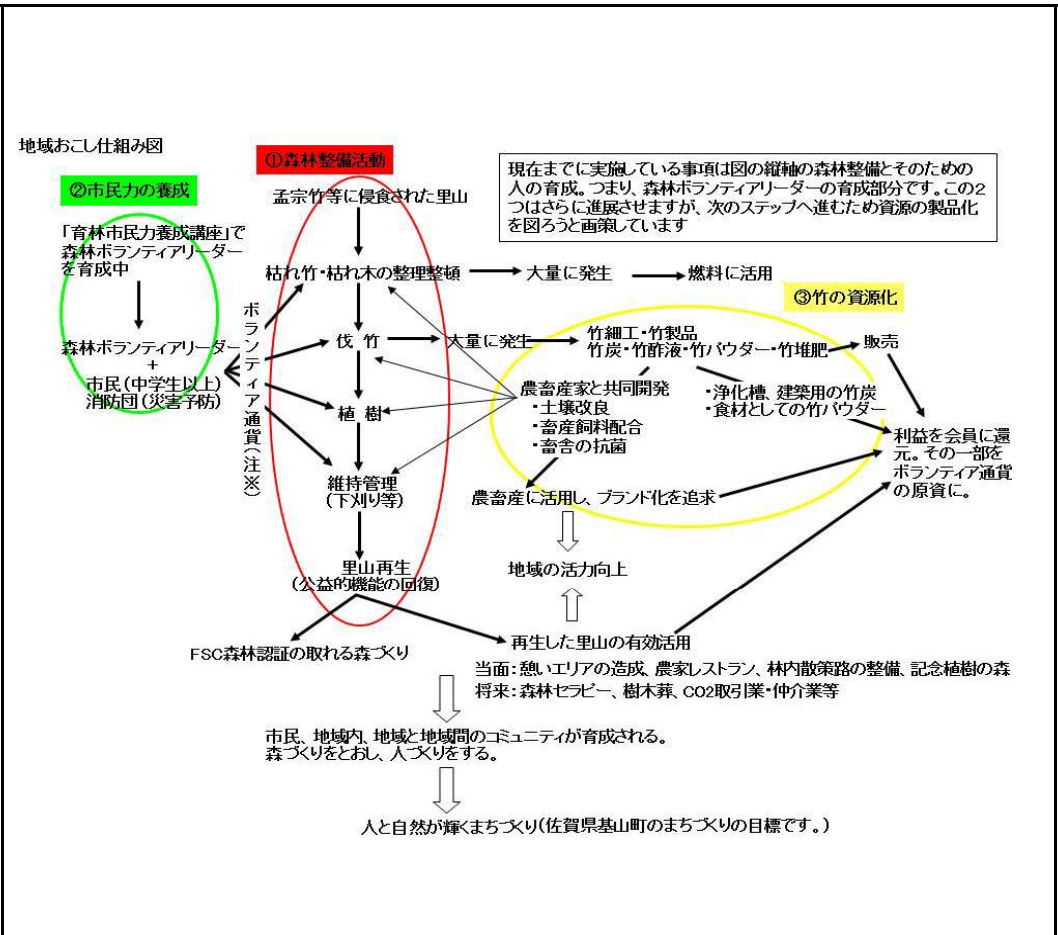 地域おこし仕組み図
①森林整備活動
②市民力の養成
現在までに実施している事項は図の縦軸の森林整備とそのための
人の育成。つまり、森林ボランティアリーダーの育成部分です。この2
つはさらに進展させますが、次のステップへ進むため資源の製品化
を図ろうと画策しています
孟宗竹等に侵食された里山
「育林市民力養成講座」で
森林ボランティアリーダー
を育成中
枯れ竹・枯れ木の整理整頓
大量に発生
燃料に活用
③竹の資源化
ボランティア通貨(注※)
森林ボランティアリーダー
+
市民(中学生以上)
消防団(災害予防)
伐 竹
大量に発生
竹細工・竹製品
竹炭・竹酢液・竹パウダー・竹堆肥
販売
農畜産家と共同開発
・土壌改良
・畜産飼料配合
・畜舎の抗菌
・浄化槽、建築用の竹炭
・食材としての竹パウダー
植 樹
利益を会員に還
元。その一部を
ボランティア通貨
の原資に。
維持管理
(下刈り等)
農畜産に活用し、ブランド化を追求
里山再生
(公益的機能の回復)
地域の活力向上
FSC森林認証の取れる森づくり
再生した里山の有効活用
当面:憩いエリアの造成、農家レストラン、林内散策路の整備、記念植樹の森
将来:森林セラピー、樹木葬、CO2取引業・仲介業等
市民、地域内、地域と地域間のコミュニティが育成される。
森づくりをとおし、人づくりをする。
人と自然が輝くまちづくり(佐賀県基山町のまちづくりの目標です。)